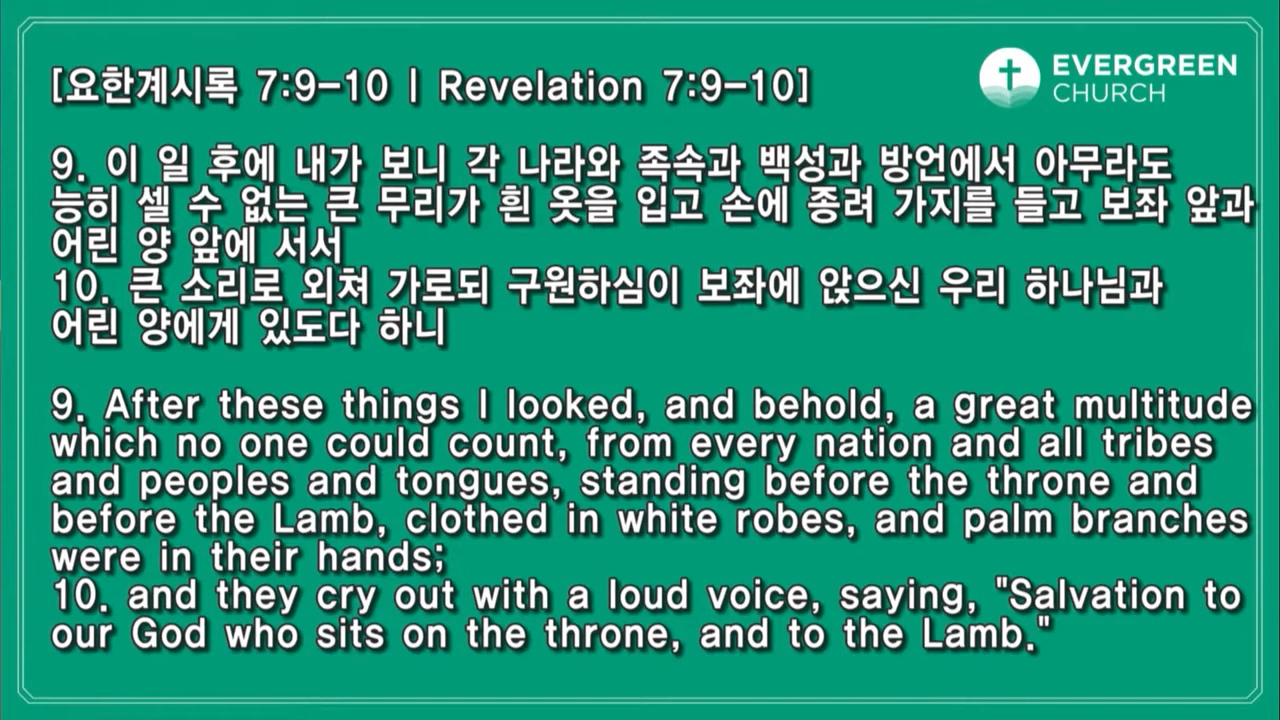 [요한계시록 7:9-10 | Revelation 7:9-10]
EVERGREEN
CHURCH
9. 이 일 후에 내가 보니 각 나라와 족속과 백성과 방언에서 아무라도
능히 셀 수 없는 큰 무리가 흰 옷을 입고 손에 종려 가지를 들고 보좌 앞과
어린 양 앞에 서서
10. 큰 소리로 외쳐 가로되 구원하심이 보좌에 앉으신 우리 하나님과
어린 양에게 있도다 하니
9. After these things I looked, and behold, a great multitude
which no one could count, from every nation and all tribes
and peoples and tongues, standing before the throne and
before the Lamb, clothed in white robes, and palm branches
were in their hands;
10. and they cry out with a loud voice, saying, "Salvation to
our God who sits on the throne, and to the Lamb."